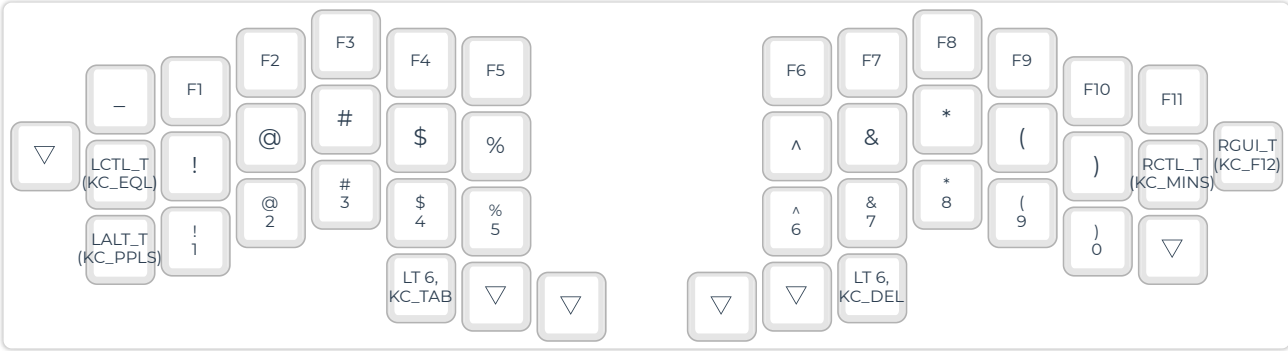 _
F1
F2
F3
F4
F5
F6
F7
F8
F9
F10
F11
LCTL_T
(KC_EQL)
!
@
#
$
%
^
&
*
(
)
RCTL_T
(KC_MINS)
RGUI_T
(KC_F12)
LALT_T
(KC_PPLS)
!
1
@
2
#
3
$
4
%
5
^
6
&
7
*
8
(
9
)
0
LT 6,
KC_TAB
LT 6,
KC_DEL